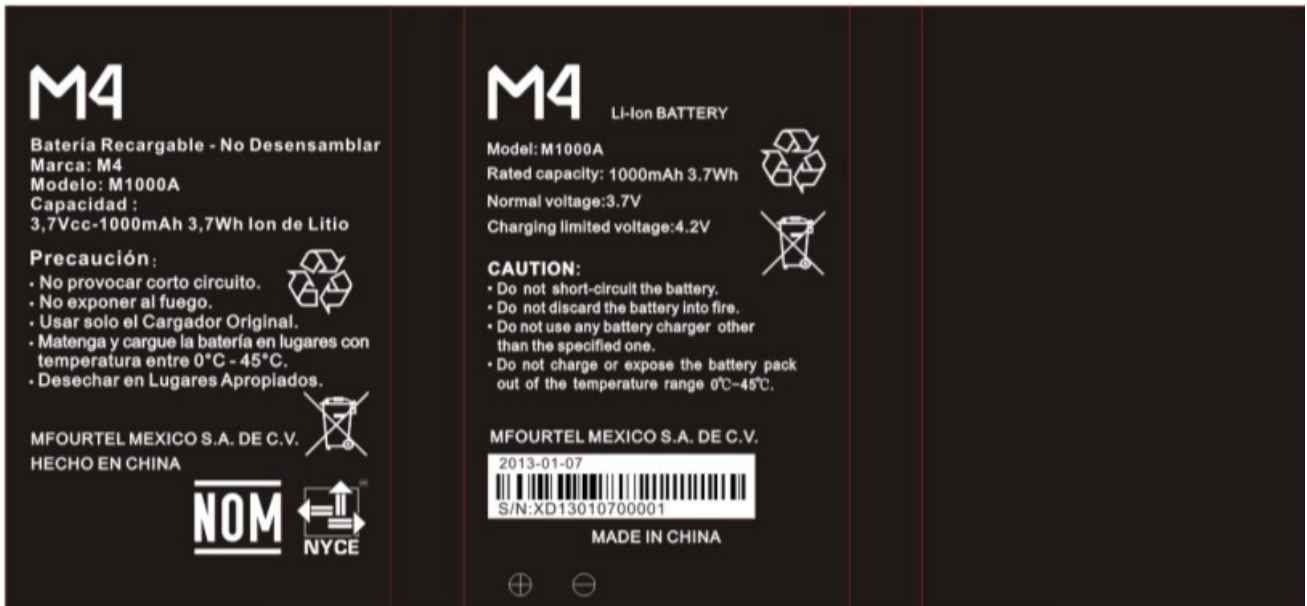 M4
Batería Recargable - No Desensamblar
Marca: M4
Modelo: M1000A
Capacidad :
3,7Vcc-1000mAh 3,7Wh Ion de Litio
Precaución:
· No provocar corto circuito.
· No exponer al fuego.
· Usar solo el Cargador Original.
· Matenga y cargue la batería en lugares con
temperatura entre 0°C - 45°C.
· Desechar en Lugares Apropiados.
MFOURTEL MEXICO S.A. DE C.V.
HECHO EN CHINA
NOM
NYCE
M4
Li-Ion BATTERY
Model: M1000A
Rated capacity: 1000mAh 3.7Wh
Normal voltage:3.7V
Charging limited voltage:4.2V
CAUTION:
· Do not short-circuit the battery.
· Do not discard the battery into fire.
· Do not use any battery charger other
than the specified one.
· Do not charge or expose the battery pack
out of the temperature range 0℃-45℃.
MFOURTEL MEXICO S.A. DE C.V.
2013-01-07
S/N:XD13010700001
MADE IN CHINA